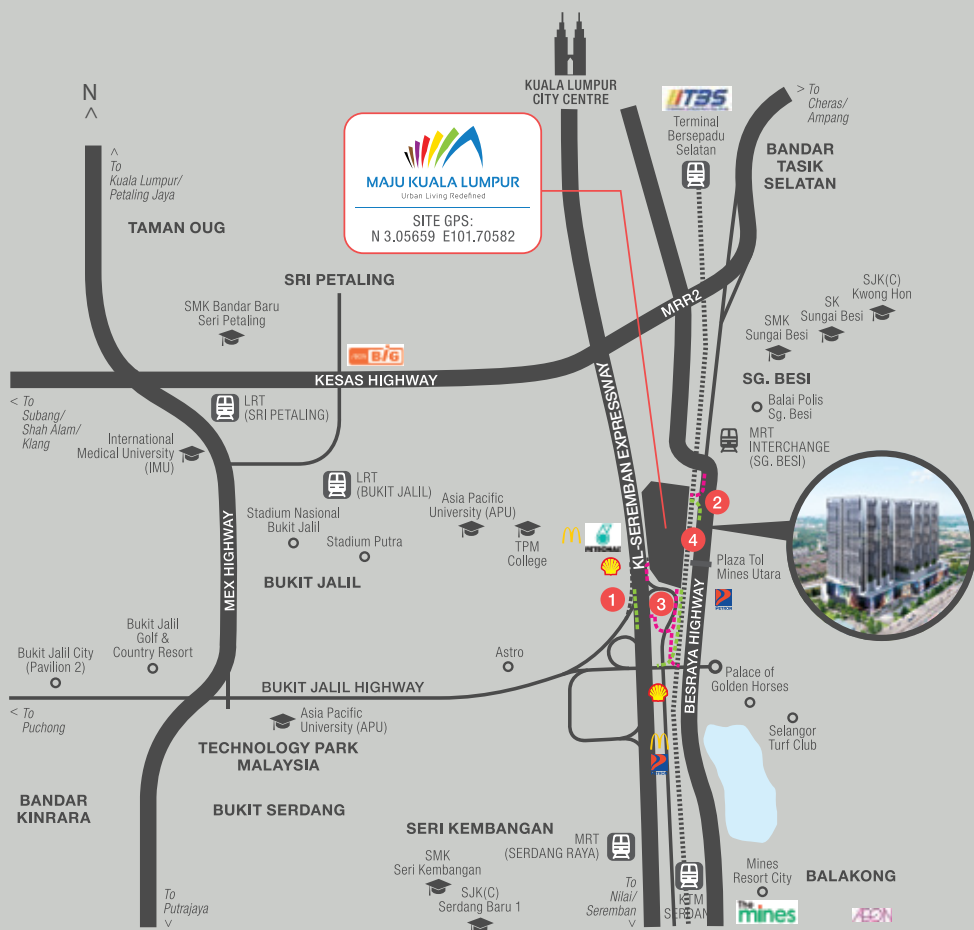 N
KUALA LUMPUR
CITY CENTRE
TBS
Terminal
Bersepadu
Selatan
> To
Cheras/
Ampang
BANDAR
TASIK
SELATAN
To
Kuala Lumpur/
Petaling Jaya
TAMAN OUG
MAJU KUALA LUMPUR
Urban Living Redefined
SITE GPS:
N 3.05659 E101.70582
SRI PETALING
SMK Bandar Baru
Seri Petaling
BIG
KESAS HIGHWAY
MRR2
SJK(C)
Kwong Hon
SK
Sungai Besi
SMK
Sungai Besi
SG. BESI
Balai Polis
Sg. Besi
MRT
INTERCHANGE
(SG. BESI)
< To
Subang/
Shah Alam/
Klang
LRT
(SRI PETALING)
International
Medical University
(IMU)
LRT
(BUKIT JALIL)
Stadium Nasional
Bukit Jalil
Stadium Putra
BUKIT JALIL
Asia Pacific
University (APU)
TPM
College
PETRONAS
KL-SEREMBAN EXPRESSWAY
MEX HIGHWAY
BESRAYA HIGHWAY
1
2
3
4
Plaza Tol
Mines Utara
PETRON
Bukit Jalil
Golf &
Country Resort
Bukit Jalil City
(Pavilion 2)
Astro
BUKIT JALIL HIGHWAY
< To
Puchong
Asia Pacific
University (APU)
TECHNOLOGY PARK
MALAYSIA
Palace of
Golden Horses
Selangor
Turf Club
BANDAR
KINRARA
BUKIT SERDANG
SERI KEMBANGAN
MRT
(SERDANG RAYA)
SMK
Seri Kembangan
SJK(C)
Serdang Baru 1
To
Putrajaya
To
Nilai/
Seremban
KTM
SERDANG
Mines
Resort City
BALAKONG
The
mines
AEON